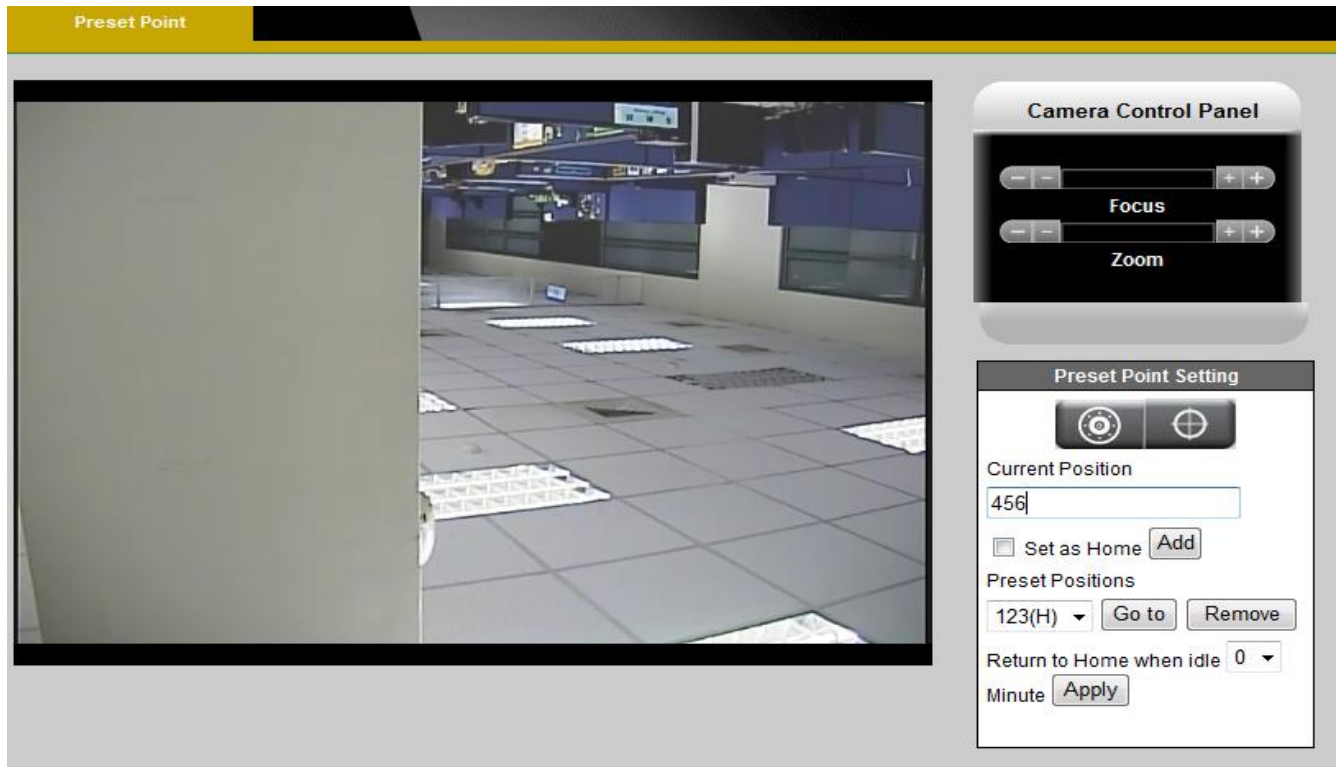 Preset Point
Camera Control Panel
Focus
Zoom
Preset Point Setting
Current Position
456
Set as Home Add
Preset Positions
123(H) Go to Remove
Return to Home when idle 0
Minute Apply